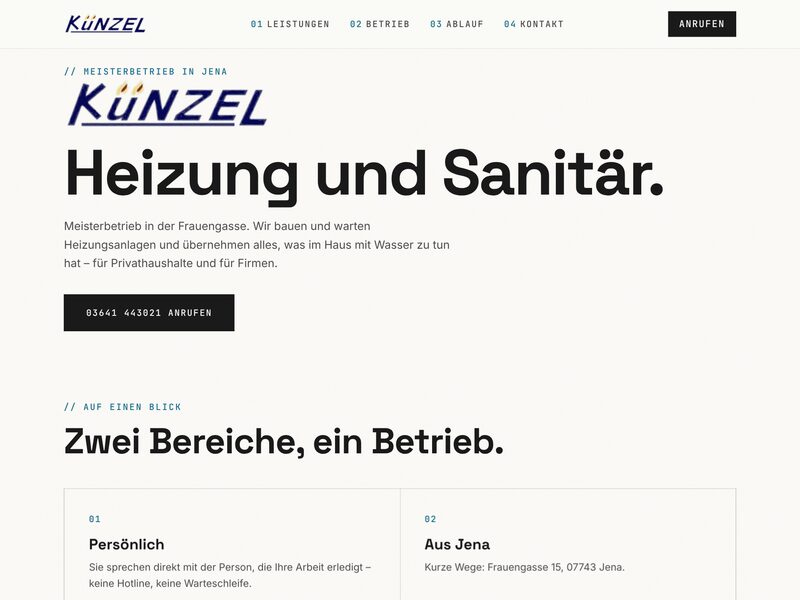 KÜNZEL
01 LEISTUNGEN 02 BETRIEB 03 ABLAUF 04 KONTAKT
ANRUFEN
// MEISTERBETRIEB IN JENA
KÜNZEL
Heizung und Sanitär.
Meisterbetrieb in der Frauengasse. Wir bauen und warten
Heizungsanlagen und übernehmen alles, was im Haus mit Wasser zu tun
hat – für Privathaushalte und für Firmen.
03641 443021 ANRUFEN
// AUF EINEN BLICK
Zwei Bereiche, ein Betrieb.
01
Persönlich
Sie sprechen direkt mit der Person, die Ihre Arbeit erledigt –
keine Hotline, keine Warteschleife.
02
Aus Jena
Kurze Wege: Frauengasse 15, 07743 Jena.